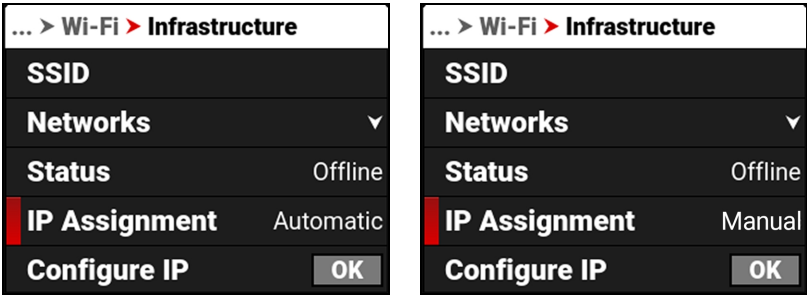 ... > Wi-Fi > Infrastructure
SSID
Networks
Status Offline
IP Assignment Automatic
Configure IP OK
... > Wi-Fi > Infrastructure
SSID
Networks
Status Offline
IP Assignment Manual
Configure IP OK